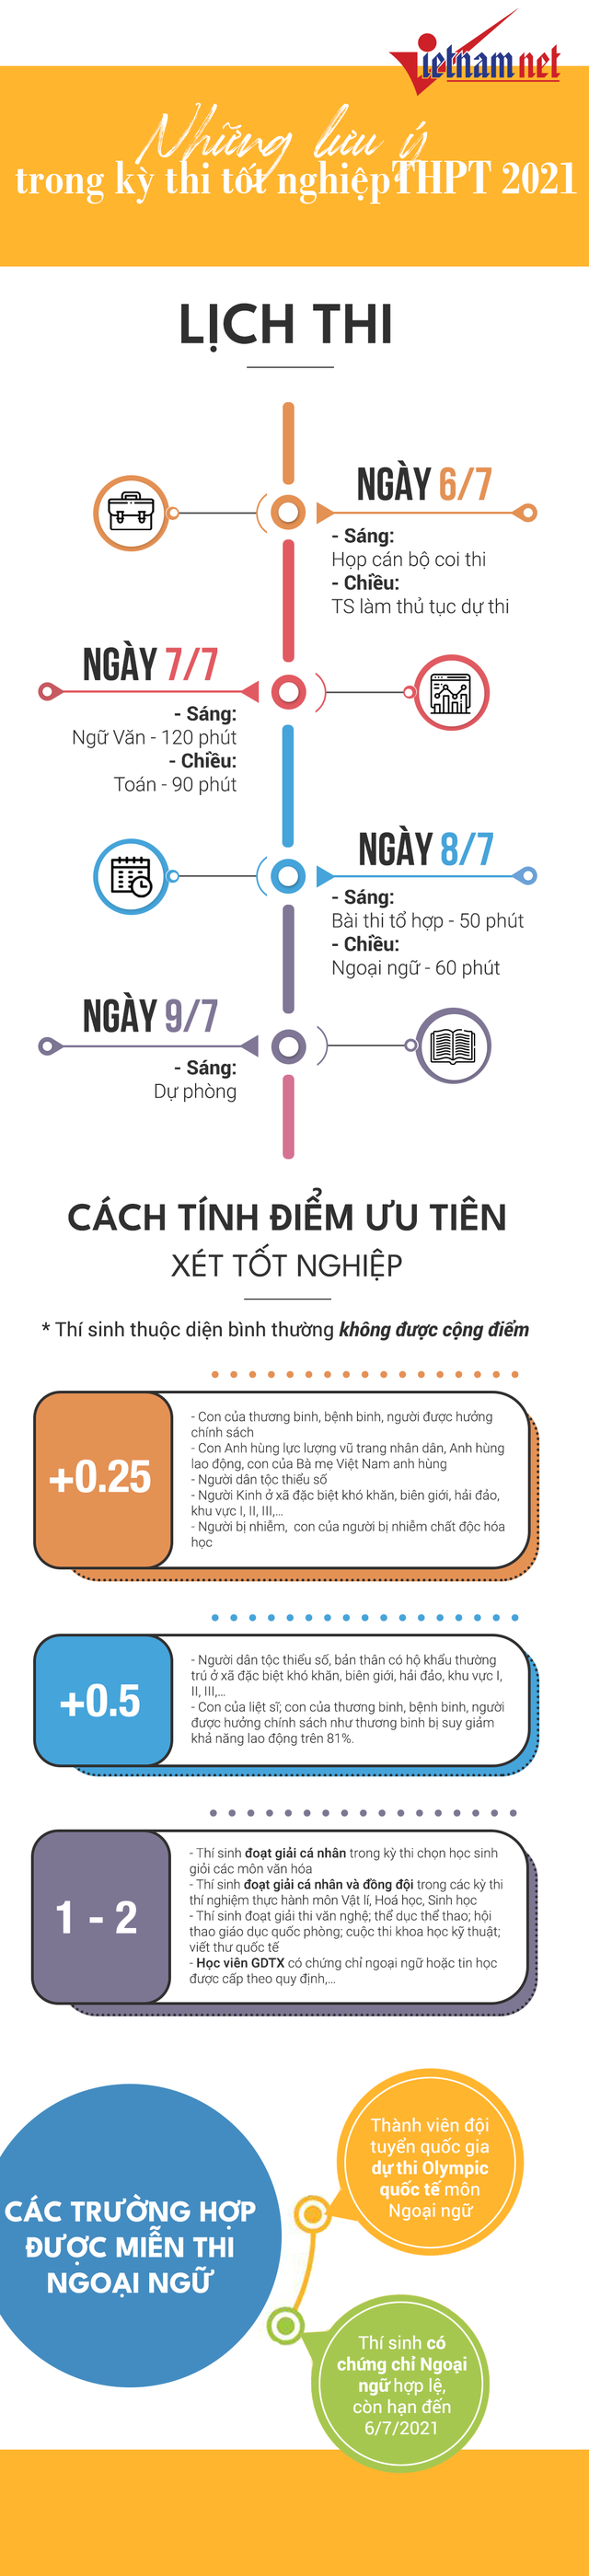 Vietnamnet
Những lưu ý
trong kỳ thi tốt nghiệp THPT 2021
LỊCH THI
NGÀY 6/7
- Sáng:
Họp cán bộ coi thi
- Chiều:
TS làm thủ tục dự thi
NGÀY 7/7
- Sáng:
Ngữ Văn - 120 phút
- Chiều:
Toán - 90 phút
NGÀY 8/7
- Sáng:
Bài thi tổ hợp - 50 phút
- Chiều:
Ngoại ngữ - 60 phút
NGÀY 9/7
- Sáng:
Dự phòng
CÁCH TÍNH ĐIỂM ƯU TIÊN
XÉT TỐT NGHIỆP
* Thí sinh thuộc diện bình thường không được cộng điểm
+0.25
- Con của thương binh, bệnh binh, người được hưởng
chính sách
- Con Anh hùng lực lượng vũ trang nhân dân, Anh hùng
lao động, con của Bà mẹ Việt Nam anh hùng
- Người dân tộc thiểu số
- Người Kinh ở xã đặc biệt khó khăn, biên giới, hải đảo,
khu vực I, II, III,...
- Người bị nhiễm, con của người bị nhiễm chất độc hóa
học
+0.5
- Người dân tộc thiểu số, bản thân có hộ khẩu thường
trú ở xã đặc biệt khó khăn, biên giới, hải đảo, khu vực I,
II, III,...
- Con của liệt sĩ; con của thương binh, bệnh binh, người
được hưởng chính sách như thương binh bị suy giảm
khả năng lao động trên 81%.
1 - 2
- Thí sinh đoạt giải cá nhân trong kỳ thi chọn học sinh
giỏi các môn văn hóa
- Thí sinh đoạt giải cá nhân và đồng đội trong các kỳ thi
thí nghiệm thực hành môn Vật lí, Hoá học, Sinh học
- Thí sinh đoạt giải thi văn nghệ; thể dục thể thao; hội
thao giáo dục quốc phòng; cuộc thi khoa học kỹ thuật;
viết thư quốc tế
- Học viên GDTX có chứng chỉ ngoại ngữ hoặc tin học
được cấp theo quy định,...
CÁC TRƯỜNG HỢP
ĐƯỢC MIỄN THI
NGOẠI NGỮ
Thành viên đội
tuyển quốc gia
dự thi Olympic
quốc tế môn
Ngoại ngữ
Thí sinh có
chứng chỉ Ngoại
ngữ hợp lệ,
còn hạn đến
6/7/2021